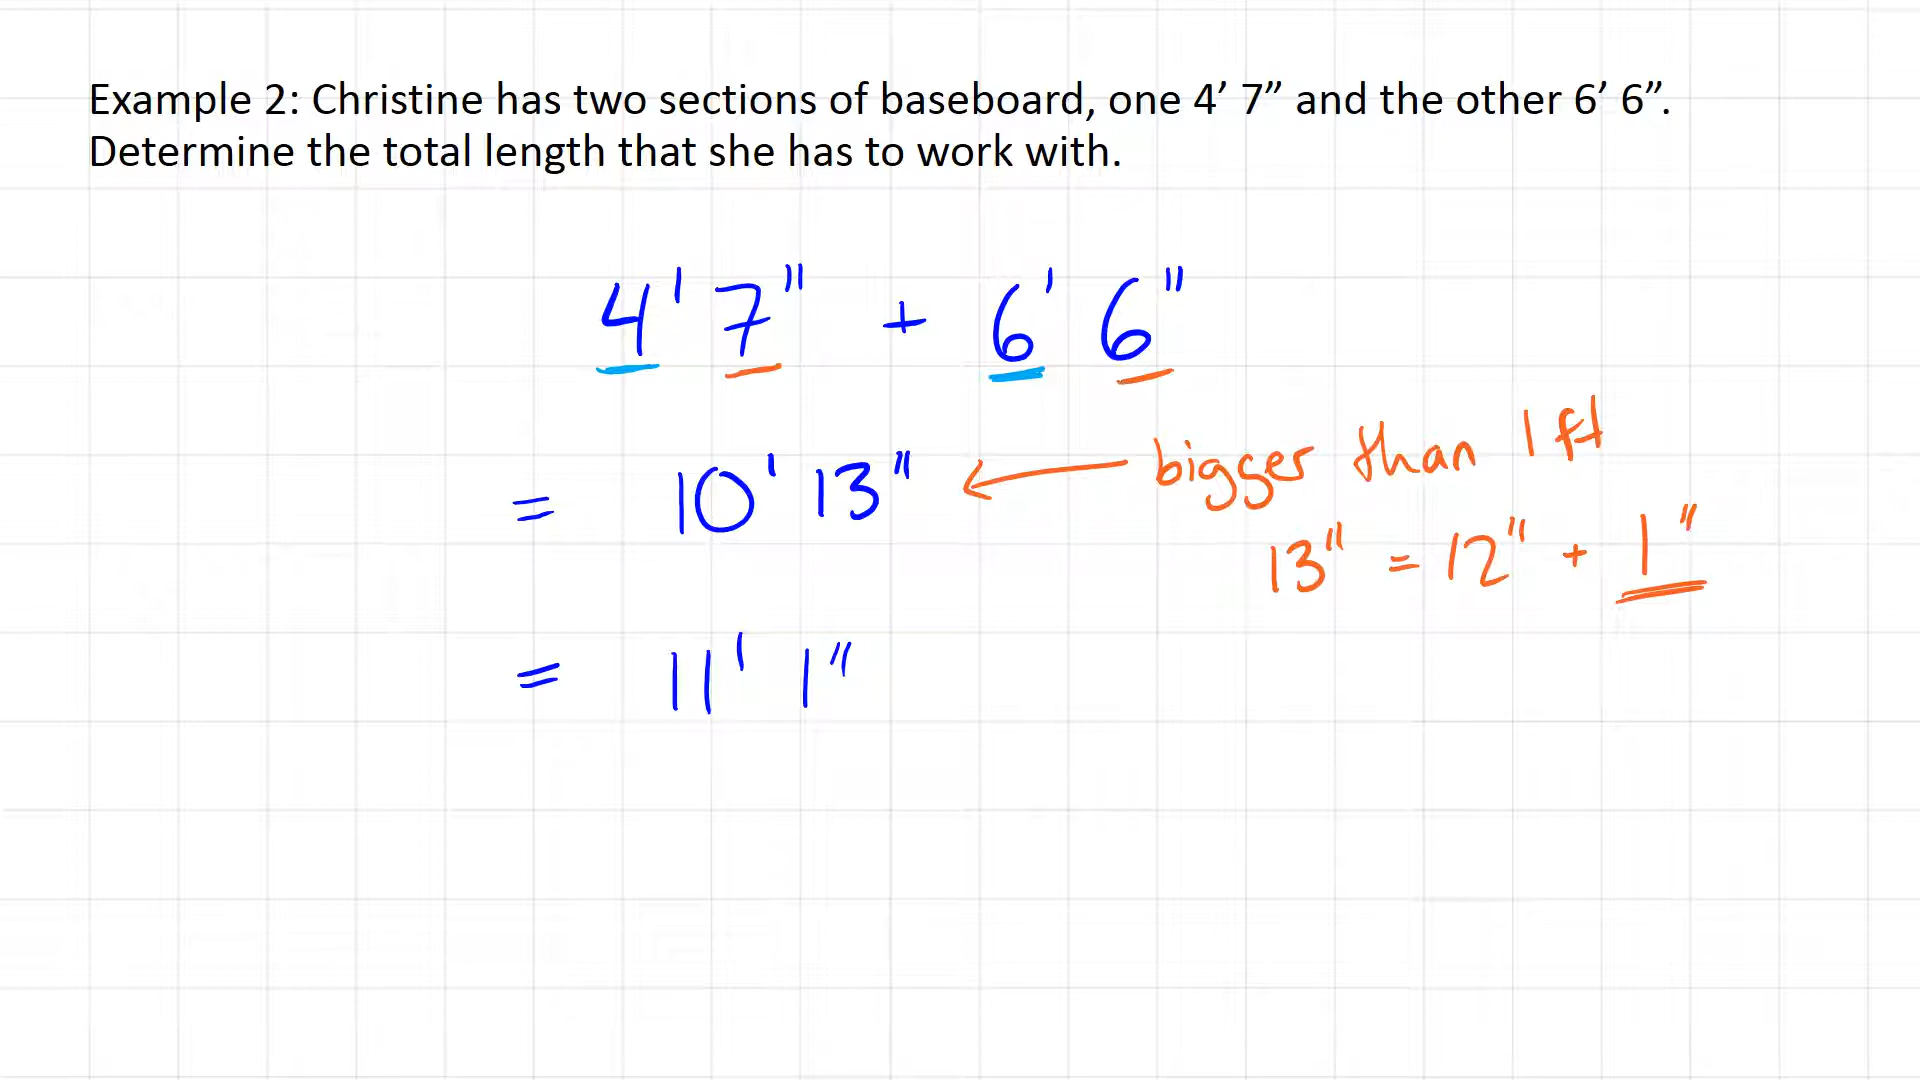 Example 2: Christine has two sections of baseboard, one 4’ 7” and the other 6’ 6”.
Determine the total length that she has to work with.
4' 7" + 6' 6"
= 10' 13" ← bigger than 1 ft
13" = 12" + 1"
= 11' 1"